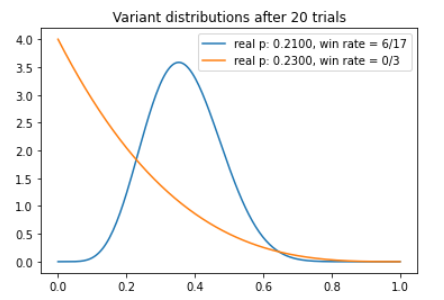 Variant distributions after 20 trials
real p: 0.2100, win rate = 6/17
real p: 0.2300, win rate = 0/3
4.0
3.5
3.0
2.5
2.0
1.5
1.0
0.5
0.0
0.0 0.2 0.4 0.6 0.8 1.0